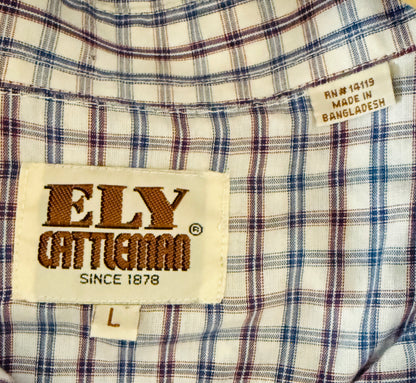 RN# 14119
MADE IN
BANGLADESH
ELY
CATTLEMAN®
SINCE 1878
L